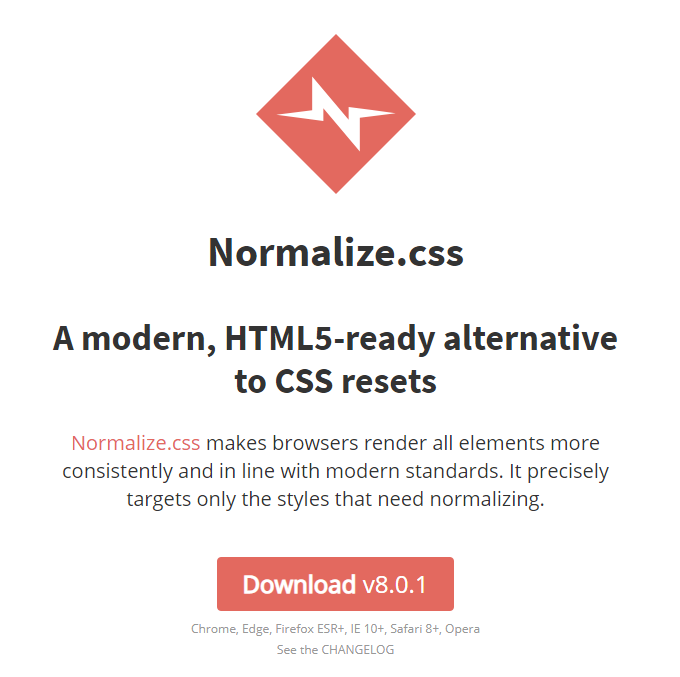 Normalize.css
A modern, HTML5-ready alternative
to CSS resets
Normalize.css makes browsers render all elements more
consistently and in line with modern standards. It precisely
targets only the styles that need normalizing.
Download v8.0.1
Chrome, Edge, Firefox ESR+, IE 10+, Safari 8+, Opera
See the CHANGELOG